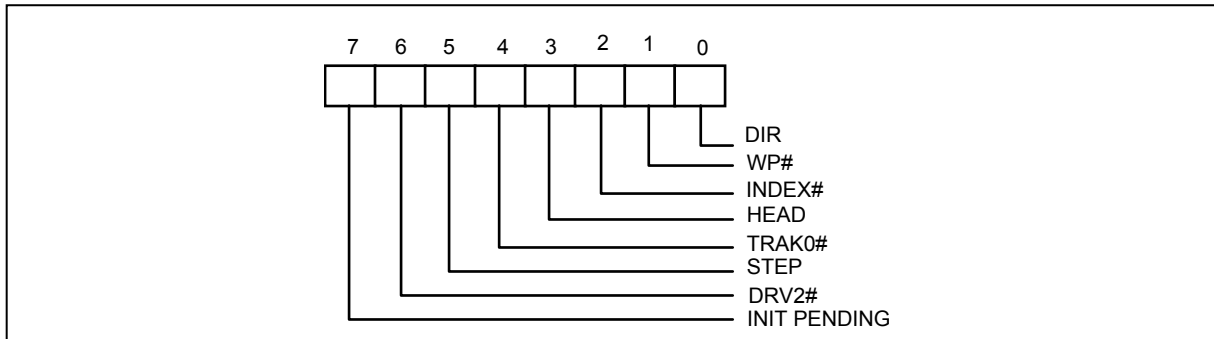 7 6 5 4 3 2 1 0
DIR
WP#
INDEX#
HEAD
TRAK0#
STEP
DRV2#
INIT PENDING